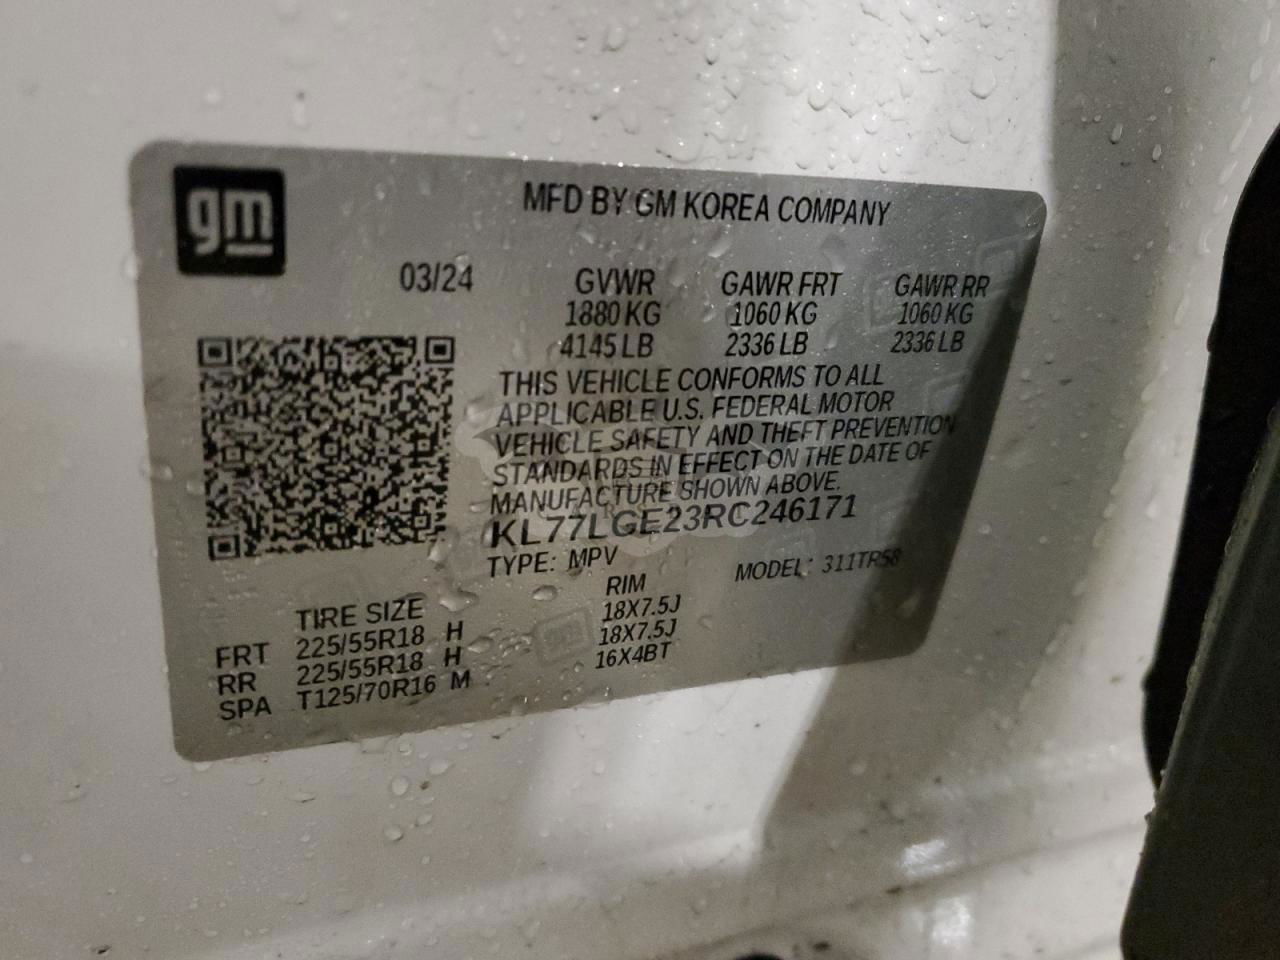 gm
MFD BY GM KOREA COMPANY
03/24 GVWR GAWR FRT GAWR RR
1880 KG 1060 KG 1060 KG
4145 LB 2336 LB 2336 LB
THIS VEHICLE CONFORMS TO ALL
APPLICABLE U.S. FEDERAL MOTOR
VEHICLE SAFETY AND THEFT PREVENTION
STANDARDS IN EFFECT ON THE DATE OF
MANUFACTURE SHOWN ABOVE.
KL77LGE23RC246171
TYPE: MPV MODEL: 311TR58
TIRE SIZE RIM
FRT 225/55R18 H 18X7.5J
RR 225/55R18 H 18X7.5J
SPA T125/70R16 M 16X4BT